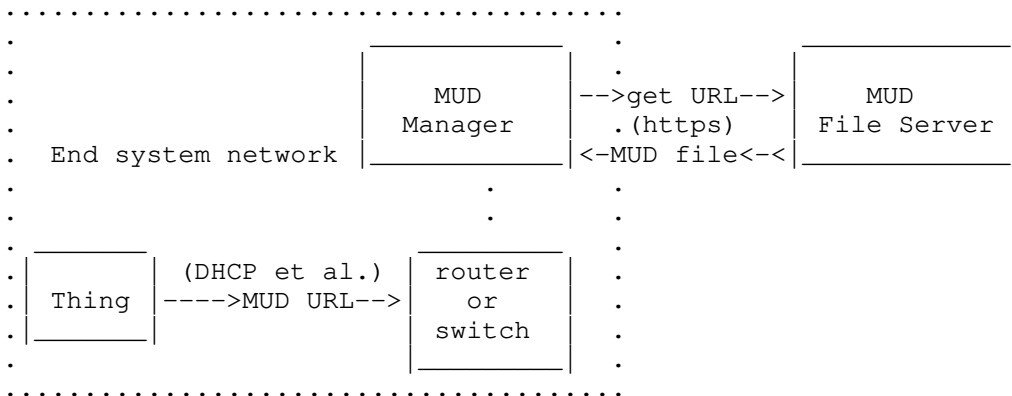 MUD -->get URL--> MUD
Manager (https) File Server
End system network <-MUD file<-<
(DHCP et al.) router
Thing ---->MUD URL--> or
switch